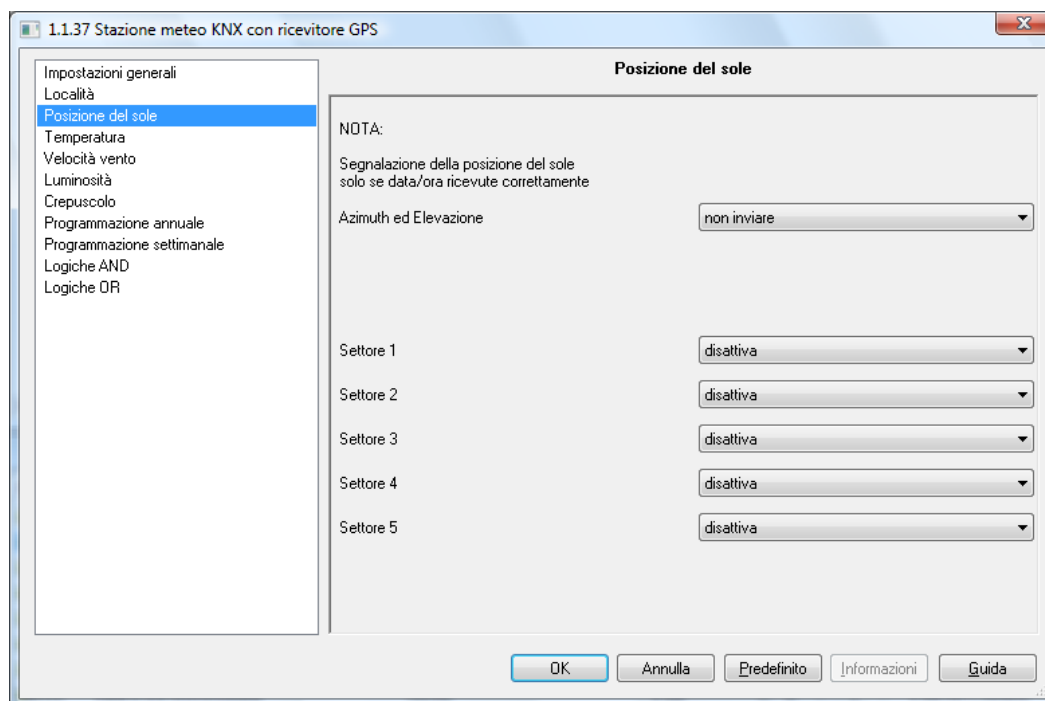 1.1.37 Stazione meteo KNX con ricevitore GPS
Impostazioni generali
Località
Posizione del sole
Temperatura
Velocità vento
Luminosità
Crepuscolo
Programmazione annuale
Programmazione settimanale
Logiche AND
Logiche OR
Posizione del sole
NOTA:
Segnalazione della posizione del sole
solo se data/ora ricevute correttamente
Azimuth ed Elevazione non inviare
Settore 1 disattiva
Settore 2 disattiva
Settore 3 disattiva
Settore 4 disattiva
Settore 5 disattiva
OK Annulla Predefinito Informazioni Guida